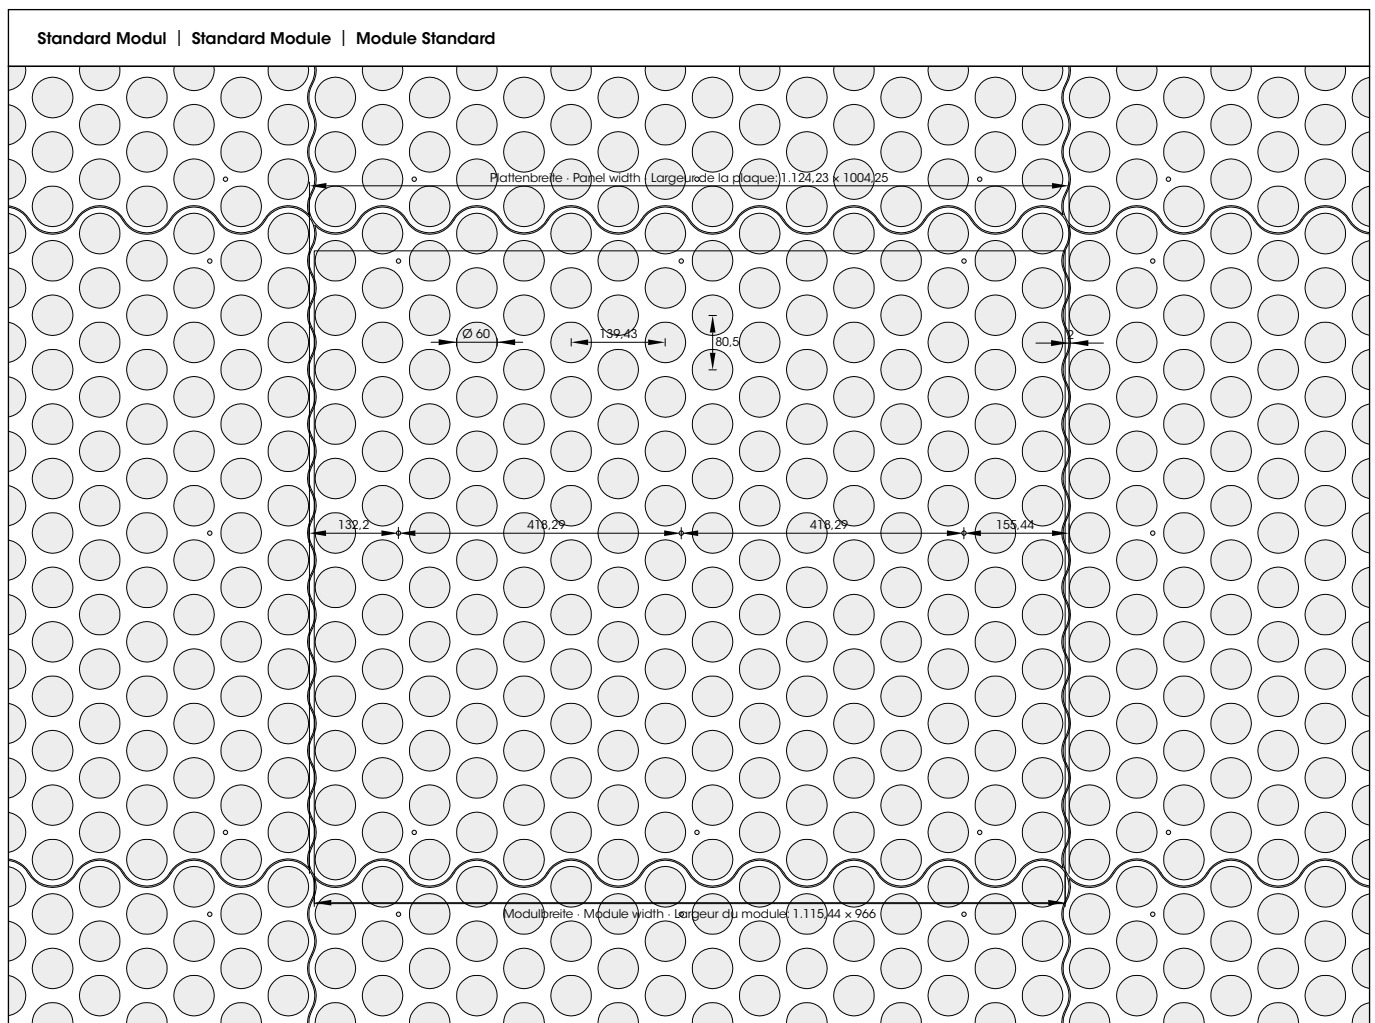 Standard Modul | Standard Module | Module Standard
Plattenbreite · Panel width · Largeur de la plaque: 1.124,23 × 1004,25
Ø 60
139,43
80,5
2
132,2
418,29
418,29
155,44
Modulbreite · Module width · Largeur du module: 1.115,44 × 966